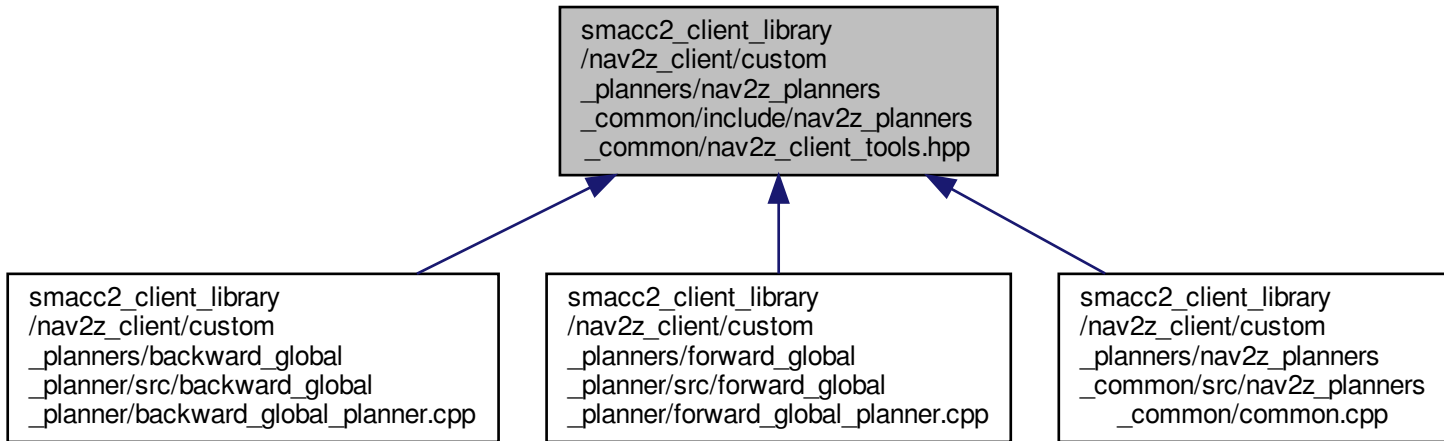 smacc2_client_library
/nav2z_client/custom
_planners/nav2z_planners
_common/include/nav2z_planners
_common/nav2z_client_tools.hpp
smacc2_client_library
/nav2z_client/custom
_planners/backward_global
_planner/src/backward_global
_planner/backward_global_planner.cpp
smacc2_client_library
/nav2z_client/custom
_planners/forward_global
_planner/src/forward_global
_planner/forward_global_planner.cpp
smacc2_client_library
/nav2z_client/custom
_planners/nav2z_planners
_common/src/nav2z_planners
_common/common.cpp